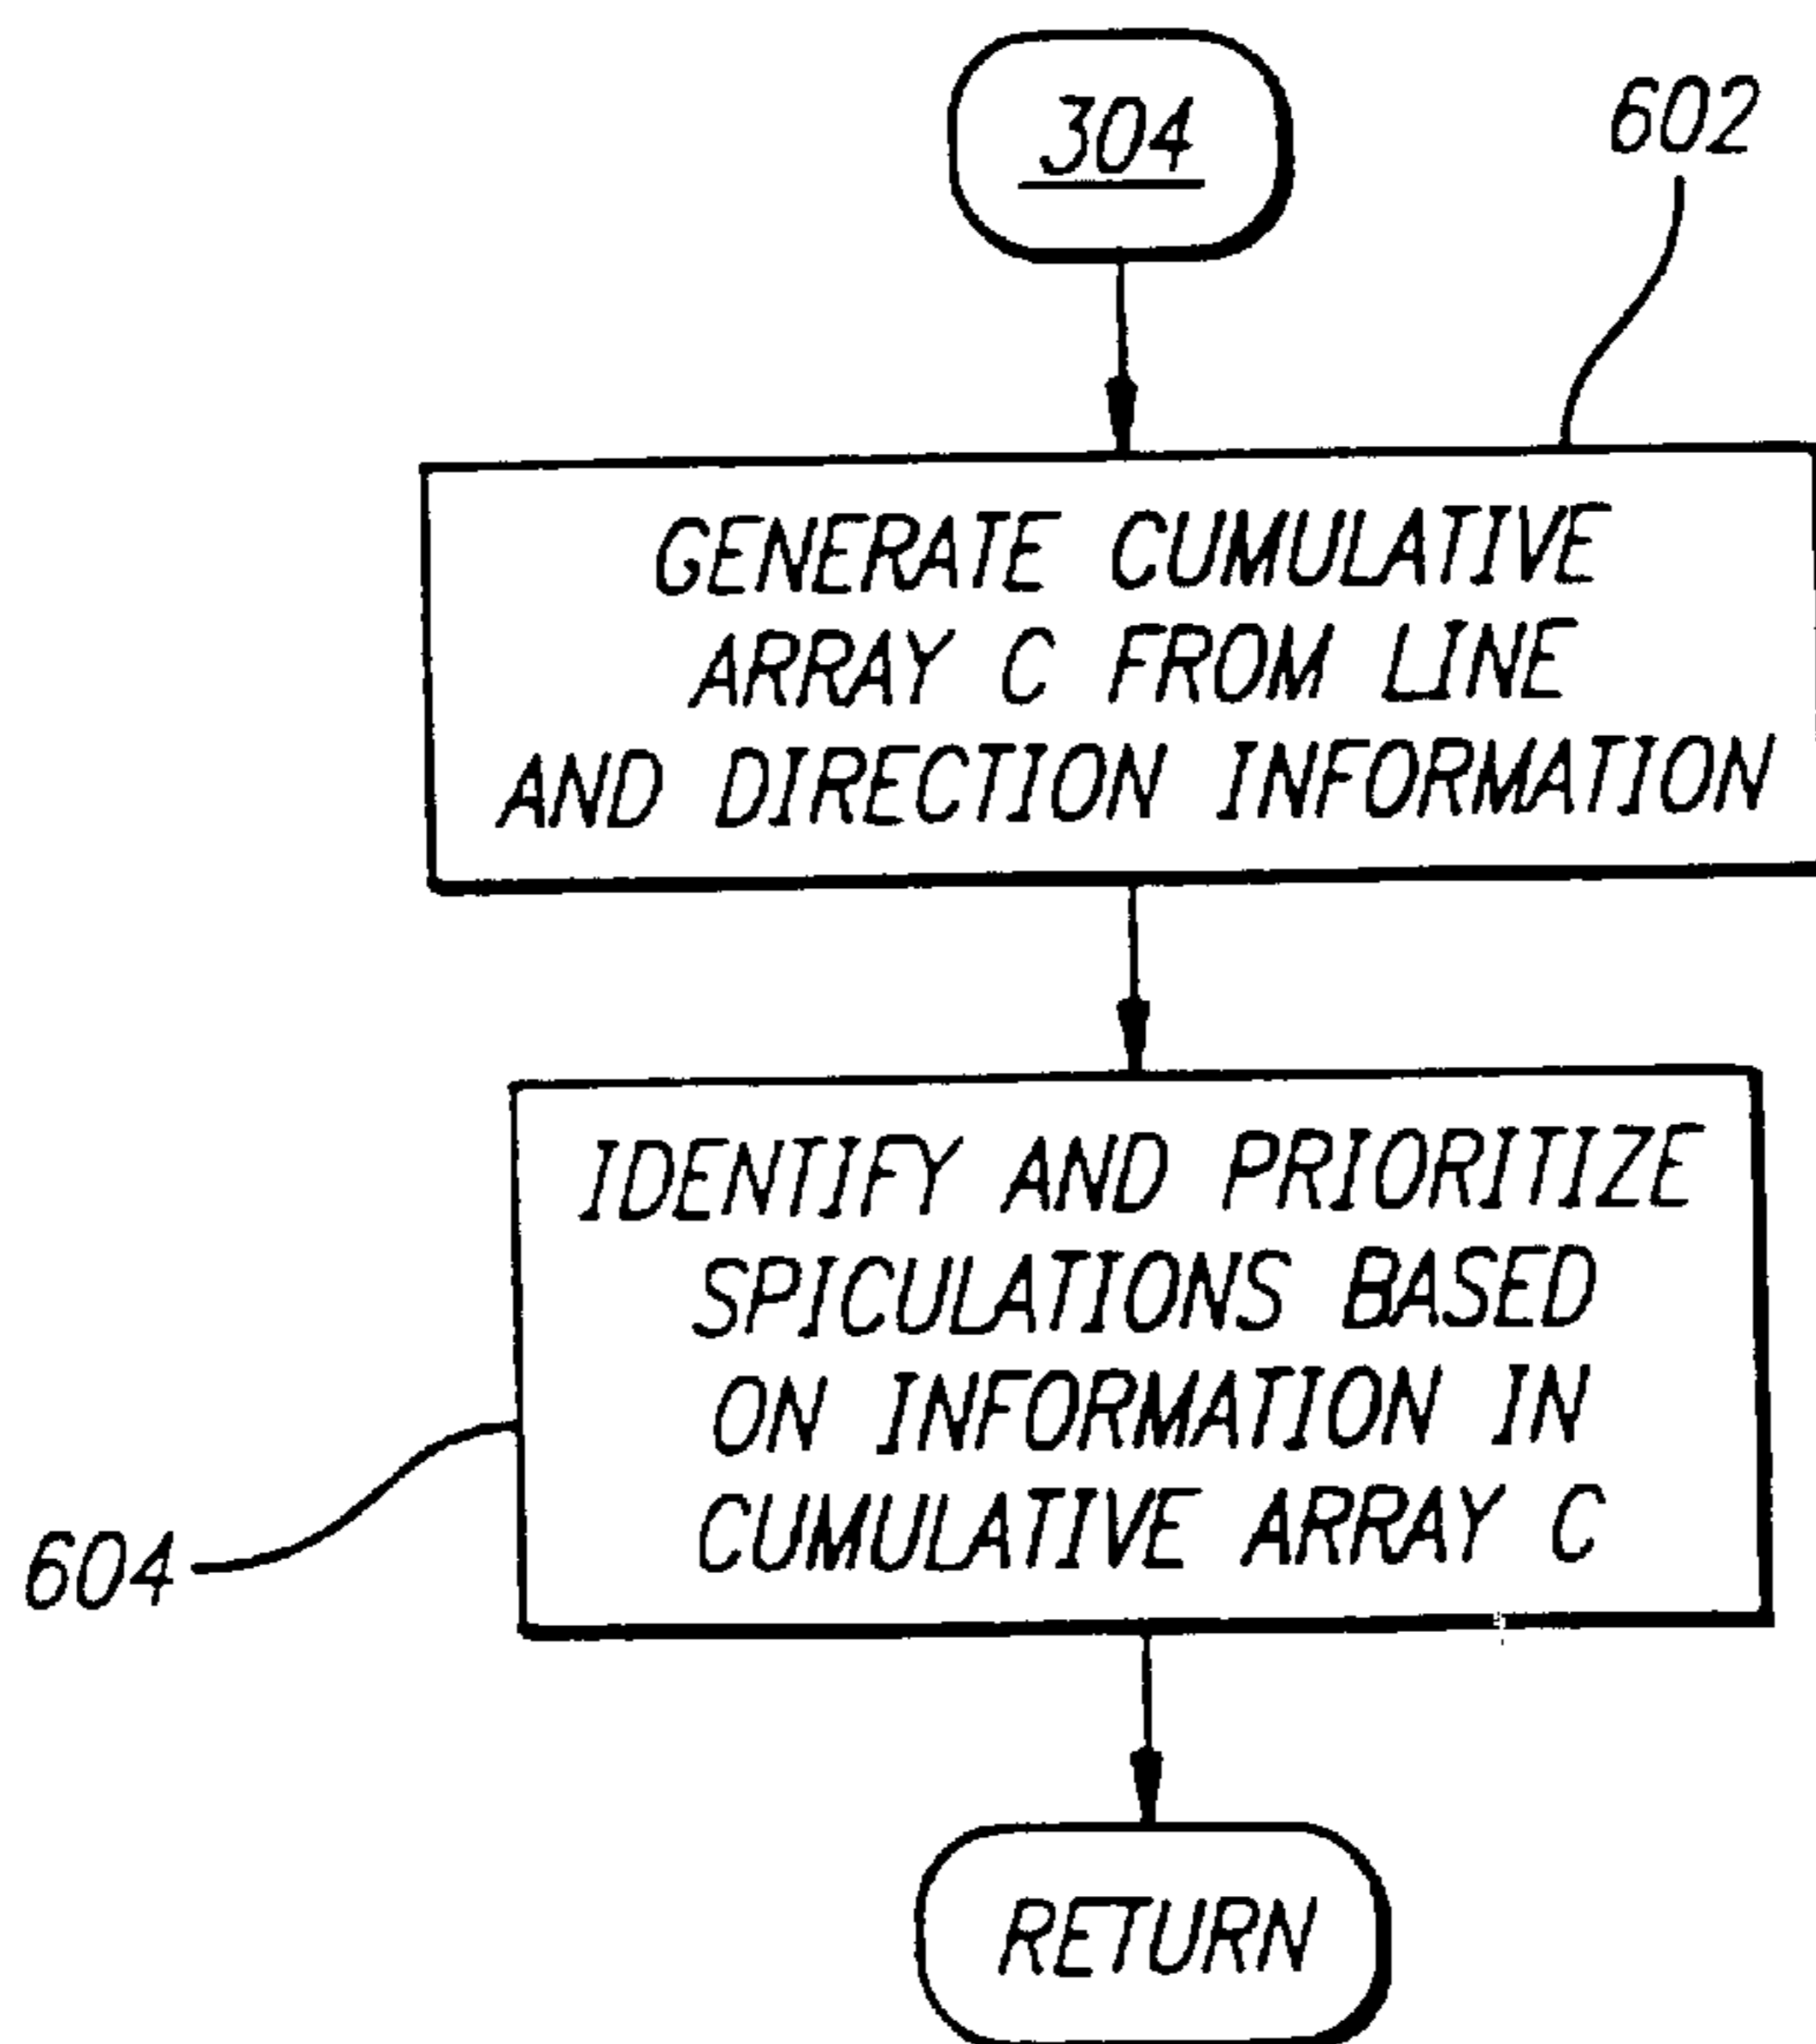 304
602
GENERATE CUMULATIVE
ARRAY C FROM LINE
AND DIRECTION INFORMATION
IDENTIFY AND PRIORITIZE
SPICULATIONS BASED
ON INFORMATION IN
CUMULATIVE ARRAY C
604
RETURN